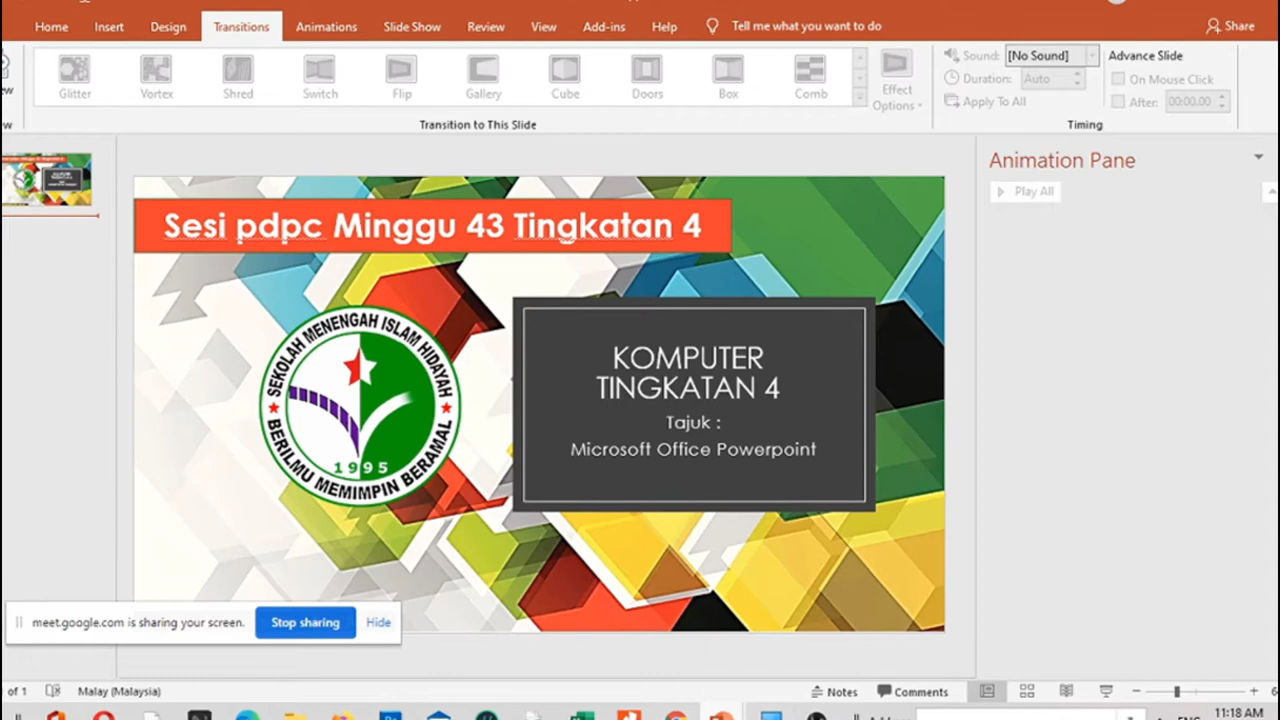 Home Insert Design Transitions Animations Slide Show Review View Add-ins Help Tell me what you want to do Share
Glitter Vortex Shred Switch Flip Gallery Cube Doors Box Comb
Effect Options
Transition to This Slide
Sound: [No Sound]
Duration: Auto
Apply To All
Advance Slide
On Mouse Click
After: 00:00.00
Timing
Animation Pane
Play All
Sesi pdpc Minggu 43 Tingkatan 4
SEKOLAH MENENGAH ISLAM HIDAYAH
1995
BERILMU MEMIMPIN BERAMAL
KOMPUTER
TINGKATAN 4
Tajuk :
Microsoft Office Powerpoint
meet.google.com is sharing your screen. Stop sharing Hide
of 1 Malay (Malaysia) Notes Comments
ENG 11:18 AM